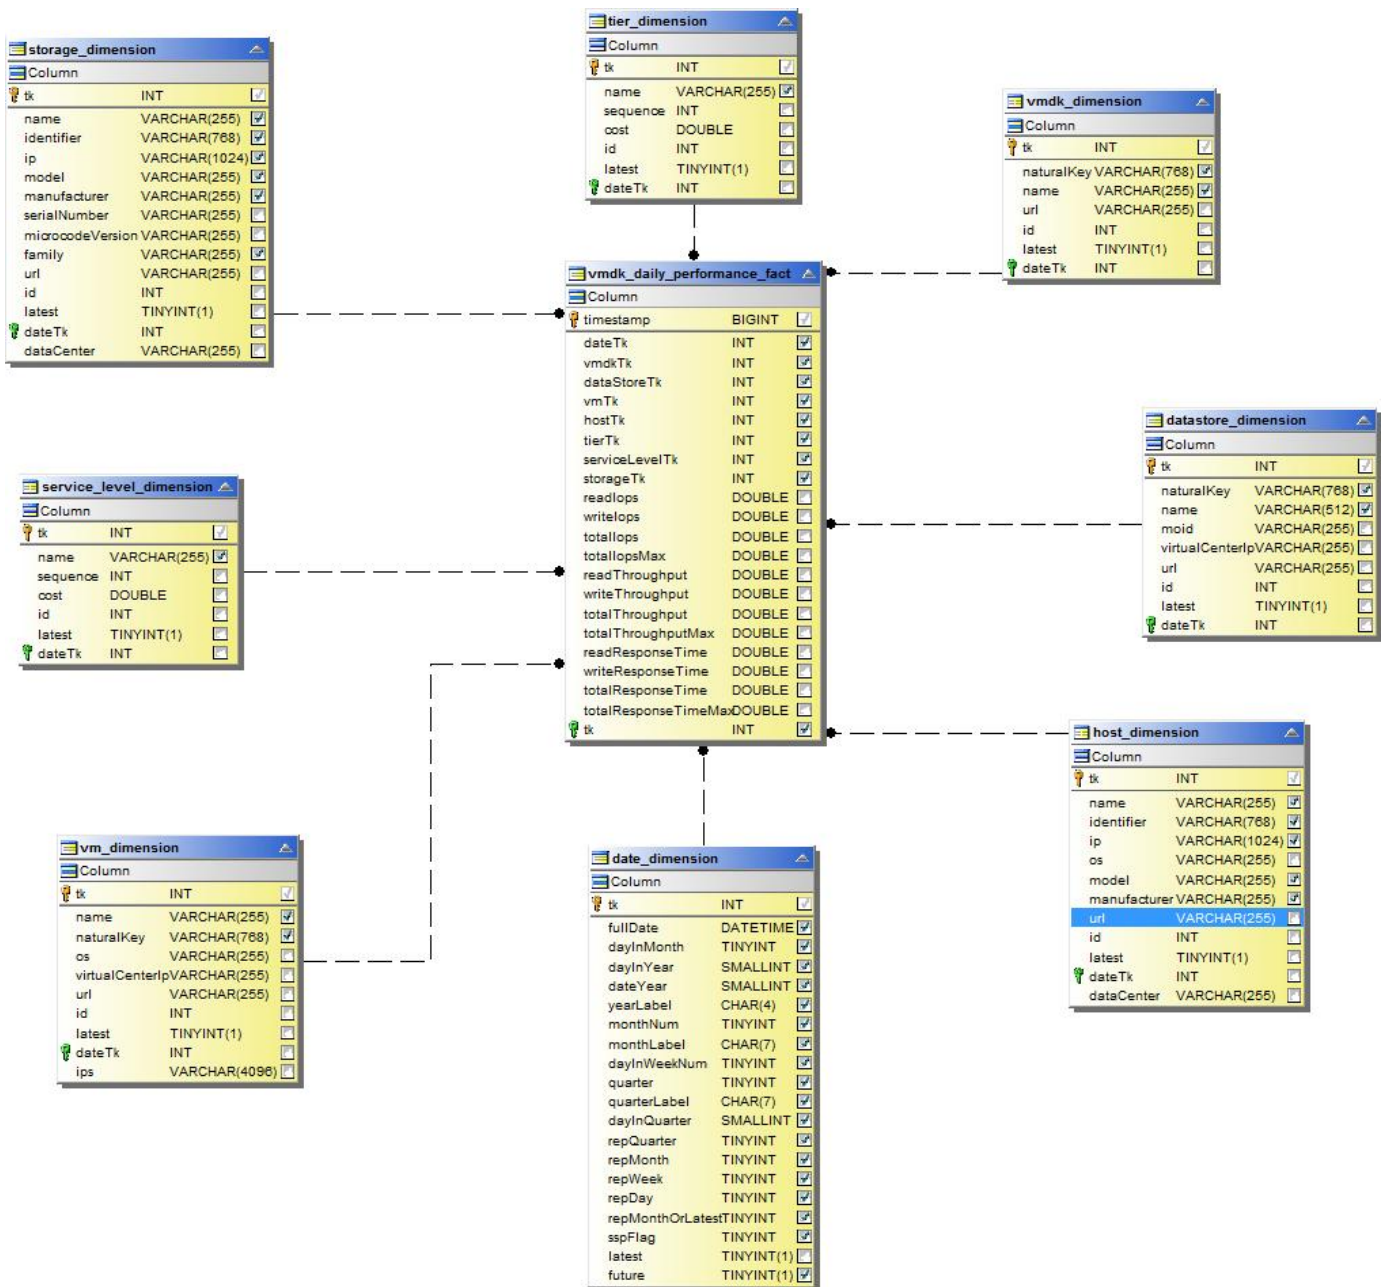 tier_dimension
Column
tk INT
name VARCHAR(255)
sequence INT
cost DOUBLE
id INT
latest TINYINT(1)
dateTk INT
storage_dimension
Column
tk INT
name VARCHAR(255)
identifier VARCHAR(768)
ip VARCHAR(1024)
model VARCHAR(255)
manufacturer VARCHAR(255)
serialNumber VARCHAR(255)
microcodeVersion VARCHAR(255)
family VARCHAR(255)
url VARCHAR(255)
id INT
latest TINYINT(1)
dateTk INT
dataCenter VARCHAR(255)
vmdk_dimension
Column
tk INT
naturalKey VARCHAR(768)
name VARCHAR(255)
url VARCHAR(255)
id INT
latest TINYINT(1)
dateTk INT
vmdk_daily_performance_fact
Column
timestamp BIGINT
dateTk INT
vmdkTk INT
dataStoreTk INT
vmTk INT
hostTk INT
tierTk INT
serviceLevelTk INT
storageTk INT
readIops DOUBLE
writeIops DOUBLE
totalIops DOUBLE
totalIopsMax DOUBLE
readThroughput DOUBLE
writeThroughput DOUBLE
totalThroughput DOUBLE
totalThroughputMax DOUBLE
readResponseTime DOUBLE
writeResponseTime DOUBLE
totalResponseTime DOUBLE
totalResponseTimeMax DOUBLE
tk INT
datastore_dimension
Column
tk INT
naturalKey VARCHAR(768)
name VARCHAR(512)
moid VARCHAR(255)
virtualCenterIp VARCHAR(255)
url VARCHAR(255)
id INT
latest TINYINT(1)
dateTk INT
service_level_dimension
Column
tk INT
name VARCHAR(255)
sequence INT
cost DOUBLE
id INT
latest TINYINT(1)
dateTk INT
host_dimension
Column
tk INT
name VARCHAR(255)
identifier VARCHAR(768)
ip VARCHAR(1024)
os VARCHAR(255)
model VARCHAR(255)
manufacturer VARCHAR(255)
url VARCHAR(255)
id INT
latest TINYINT(1)
dateTk INT
dataCenter VARCHAR(255)
vm_dimension
Column
tk INT
name VARCHAR(255)
naturalKey VARCHAR(768)
os VARCHAR(255)
virtualCenterIp VARCHAR(255)
url VARCHAR(255)
id INT
latest TINYINT(1)
dateTk INT
ips VARCHAR(4096)
date_dimension
Column
tk INT
fullDate DATETIME
dayInMonth TINYINT
dayInYear SMALLINT
dateYear SMALLINT
yearLabel CHAR(4)
monthNum TINYINT
monthLabel CHAR(7)
dayInWeekNum TINYINT
quarter TINYINT
quarterLabel CHAR(7)
dayInQuarter SMALLINT
repQuarter TINYINT
repMonth TINYINT
repWeek TINYINT
repDay TINYINT
repMonthOrLatest TINYINT
sspFlag TINYINT
latest TINYINT(1)
future TINYINT(1)